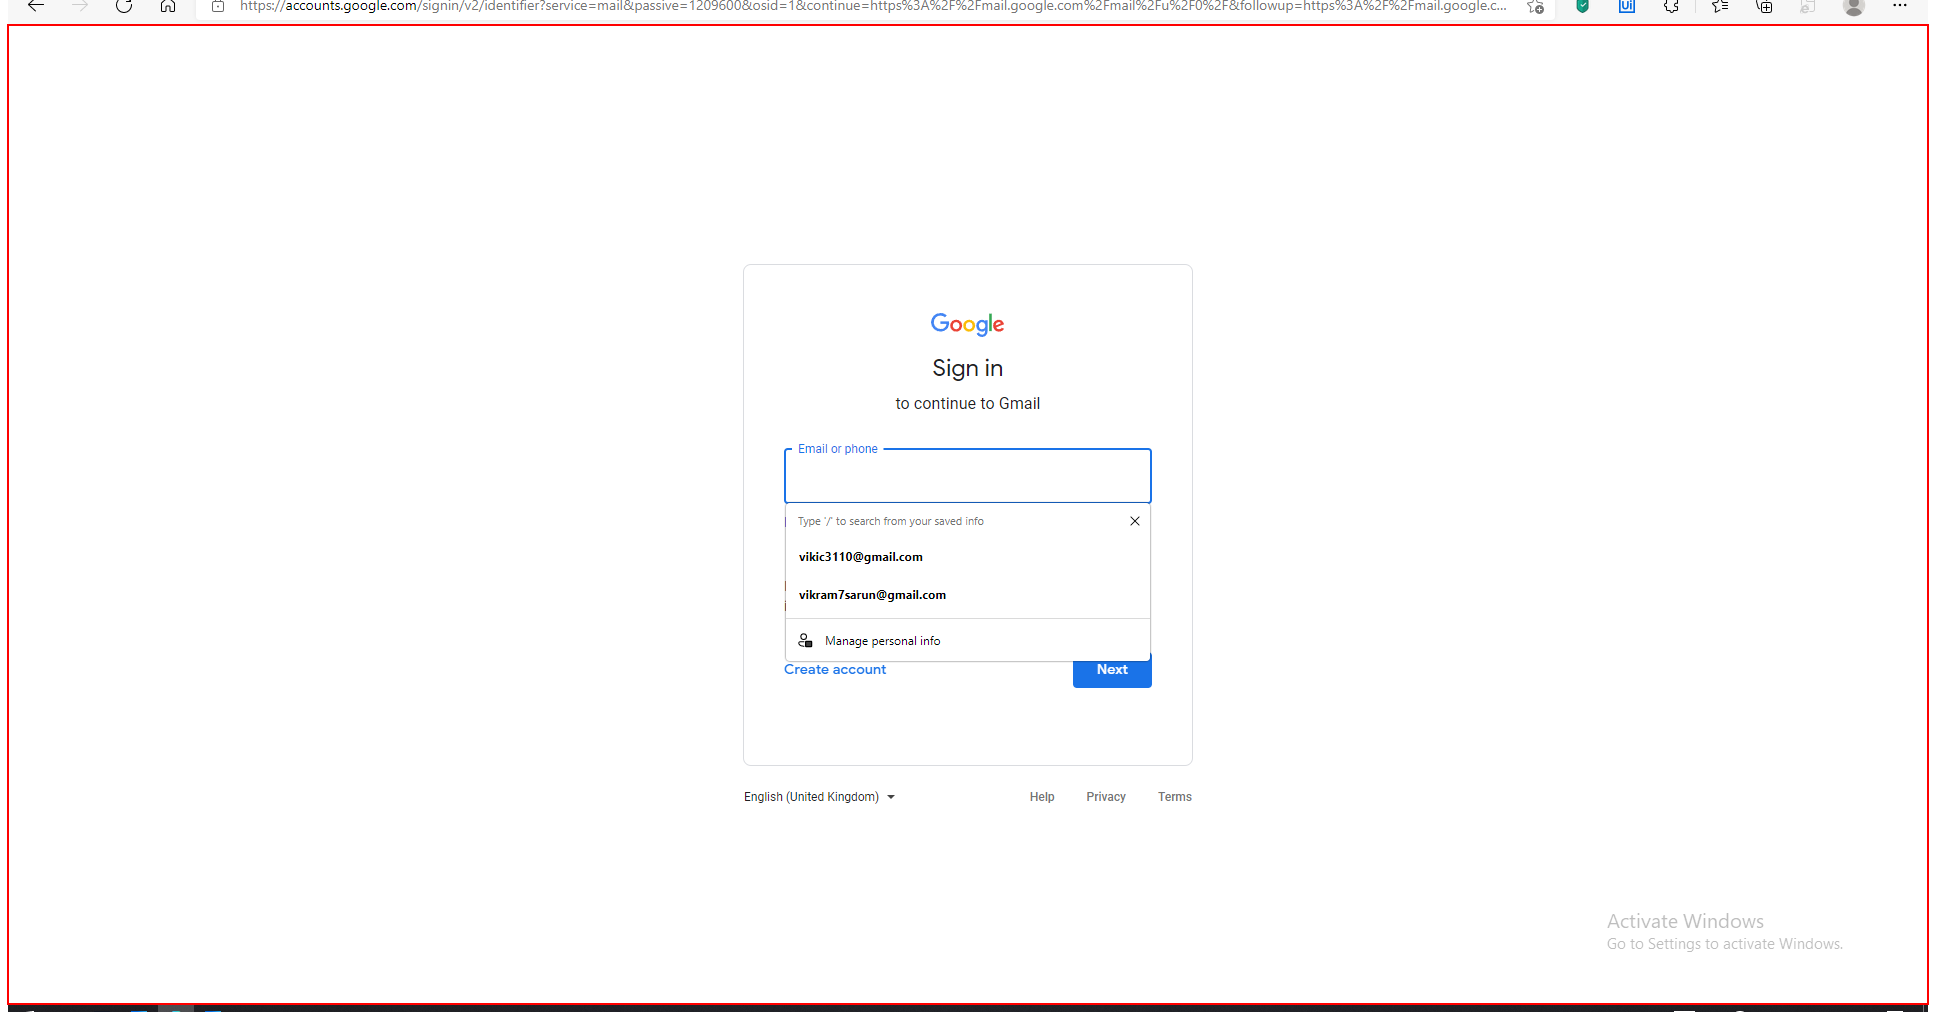 https://accounts.google.com/signin/v2/identifier?service=mail&passive=1209600&osid=1&continue=https%3A%2F%2Fmail.google.com%2Fmail%2Fu%2F0%2F&followup=https%3A%2F%2Fmail.google.c...
Ui
Google
Sign in
to continue to Gmail
Email or phone
Type '/' to search from your saved info
vikic3110@gmail.com
vikram7sarun@gmail.com
Manage personal info
Create account
Next
English (United Kingdom)
Help
Privacy
Terms
Activate Windows
Go to Settings to activate Windows.